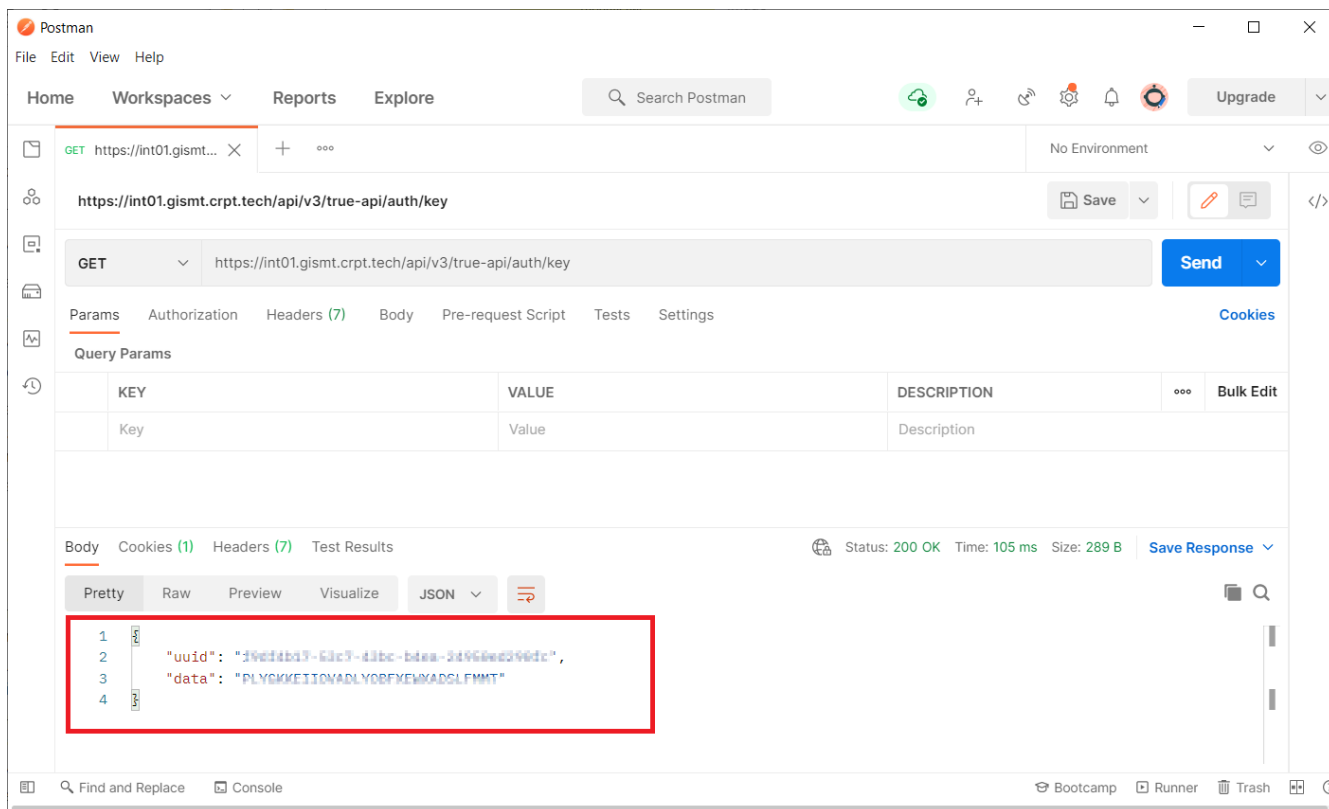 Postman
File Edit View Help
Home Workspaces Reports Explore Search Postman Upgrade
GET https://int01.gismt... No Environment
https://int01.gismt.crpt.tech/api/v3/true-api/auth/key Save
GET https://int01.gismt.crpt.tech/api/v3/true-api/auth/key Send
Params Authorization Headers (7) Body Pre-request Script Tests Settings Cookies
Query Params
KEY VALUE DESCRIPTION Bulk Edit
Key Value Description
Body Cookies (1) Headers (7) Test Results Status: 200 OK Time: 105 ms Size: 289 B Save Response
Pretty Raw Preview Visualize JSON
1 {
2 "uuid": "
3 "data": "
4 }
Find and Replace Console Bootcamp Runner Trash